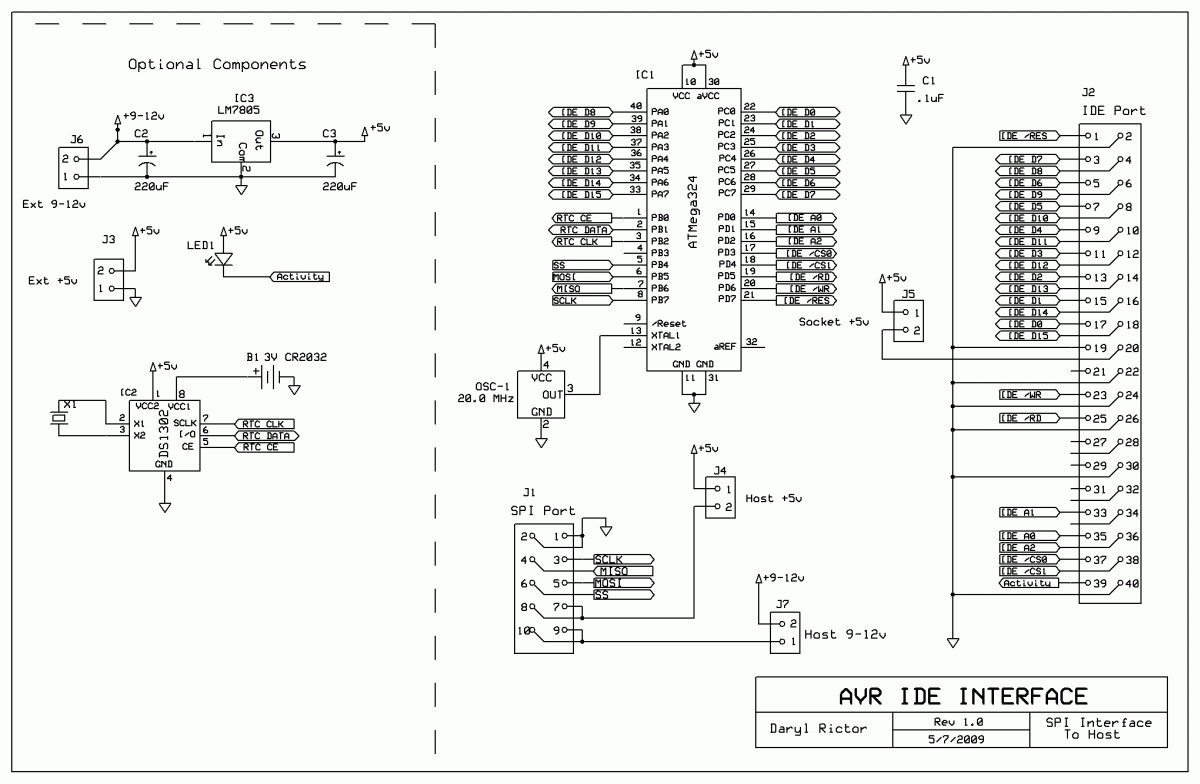 Optional Components
+9-12v
IC3
LM7805
J6
2
1
Ext 9-12v
C2
+
220uF
1
In
Out
3
Com
2
C3
+
220uF
+5v
J3
2
1
+5v
Ext +5v
LED1
+5v
Activity
B1 3V CR2032
+
+5v
IC2
1
8
VCC2
VCC1
X1
2
X1
3
X2
DS1302
SCLK
7
RTC CLK
I/O
6
RTC DATA
CE
5
RTC CE
GND
4
IC1
+5v
10
30
VCC aVCC
ATMega324
IDE D8
40
PA0
IDE D9
39
PA1
IDE D10
38
PA2
IDE D11
37
PA3
IDE D12
36
PA4
IDE D13
35
PA5
IDE D14
34
PA6
IDE D15
33
PA7
RTC CE
1
PB0
RTC DATA
2
PB1
RTC CLK
3
PB2
4
PB3
SS
5
PB4
MOSI
6
PB5
MISO
7
PB6
SCLK
8
PB7
9
/Reset
13
XTAL1
12
XTAL2
PC0
22
IDE D0
PC1
23
IDE D1
PC2
24
IDE D2
PC3
25
IDE D3
PC4
26
IDE D4
PC5
27
IDE D5
PC6
28
IDE D6
PC7
29
IDE D7
PD0
14
IDE A0
PD1
15
IDE A1
PD2
16
IDE A2
PD3
17
IDE /CS0
PD4
18
IDE /CS1
PD5
19
IDE /RD
PD6
20
IDE /WR
PD7
21
IDE /RES
aREF
32
GND GND
11
31
+5v
4
VCC
OSC-1
20.0 MHz
OUT
3
GND
2
+5v
C1
.1uF
+5v
J5
1
2
Socket +5v
J2
IDE Port
IDE /RES
1
2
IDE D7
3
4
IDE D8
IDE D6
5
6
IDE D9
IDE D5
7
8
IDE D10
IDE D4
9
10
IDE D11
IDE D3
11
12
IDE D12
IDE D2
13
14
IDE D13
IDE D1
15
16
IDE D14
IDE D0
17
18
IDE D15
19
20
21
22
IDE /WR
23
24
IDE /RD
25
26
27
28
29
30
31
32
IDE A1
33
34
IDE A0
35
36
IDE A2
IDE /CS0
37
38
IDE /CS1
Activity
39
40
J1
SPI Port
2
1
4
3
SCLK
MISO
6
5
MOSI
SS
8
7
10
9
+5v
J4
1
2
Host +5v
+9-12v
J7
2
1
Host 9-12v
AVR IDE INTERFACE
Daryl Rictor
Rev 1.0
5/7/2009
SPI Interface
To Host